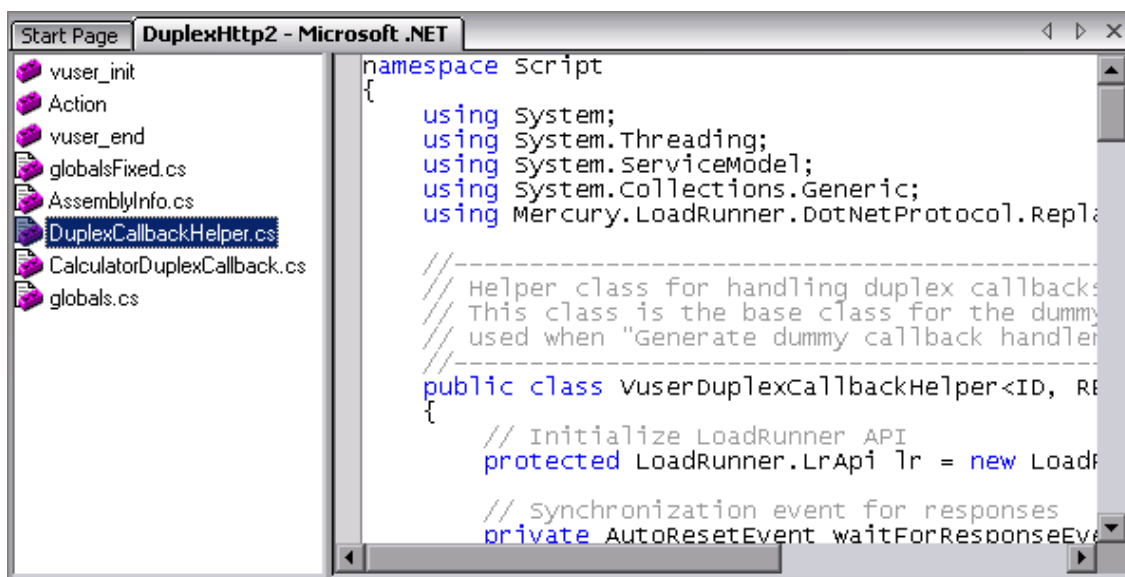 Start Page
DuplexHttp2 - Microsoft .NET
vuser_init
Action
vuser_end
globalsFixed.cs
AssemblyInfo.cs
DuplexCallbackHelper.cs
CalculatorDuplexCallback.cs
globals.cs
namespace Script
{
using System;
using System.Threading;
using System.ServiceModel;
using System.Collections.Generic;
using Mercury.LoadRunner.DotNetProtocol.Repla
//---------------------------------------------
// Helper class for handling duplex callbacks
// This class is the base class for the dummy
// used when "Generate dummy callback handler
//---------------------------------------------
public class VuserDuplexCallbackHelper<ID, RE
{
// Initialize LoadRunner API
protected LoadRunner.LrApi lr = new LoadR
// Synchronization event for responses
private AutoResetEvent waitForResponseEve